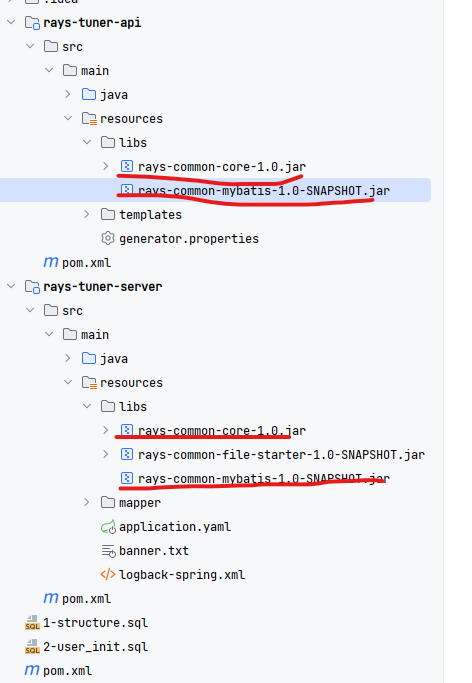 .idea
rays-tuner-api
src
main
java
resources
libs
rays-common-core-1.0.jar
rays-common-mybatis-1.0-SNAPSHOT.jar
templates
generator.properties
m pom.xml
rays-tuner-server
src
main
java
resources
libs
rays-common-core-1.0.jar
rays-common-file-starter-1.0-SNAPSHOT.jar
rays-common-mybatis-1.0-SNAPSHOT.jar
mapper
application.yaml
banner.txt
</> logback-spring.xml
m pom.xml
SQL 1-structure.sql
SQL 2-user_init.sql
m pom.xml